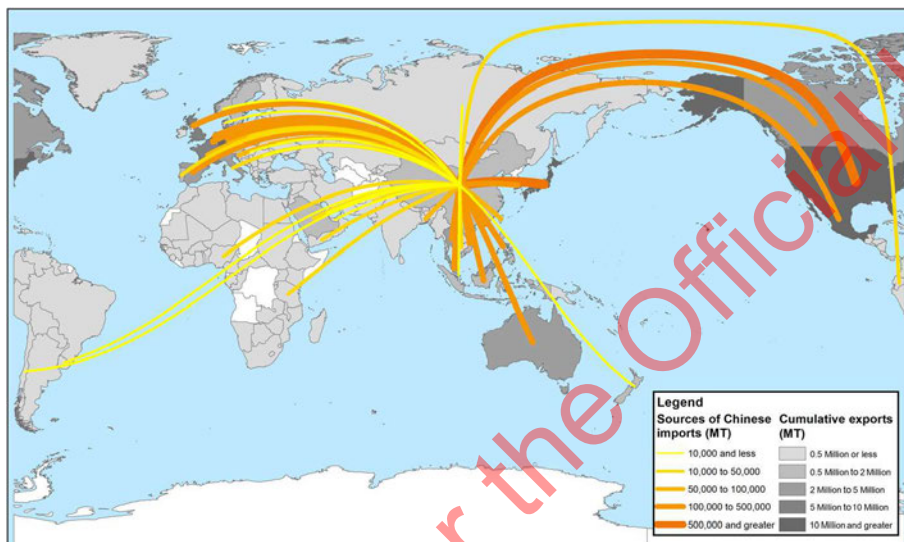 for the Official
Legend
Sources of Chinese
imports (MT)
10,000 and less
10,000 to 50,000
50,000 to 100,000
100,000 to 500,000
500,000 and greater
Cumulative exports
(MT)
0.5 Million or less
0.5 Million to 2 Million
2 Million to 5 Million
5 Million to 10 Million
10 Million and greater